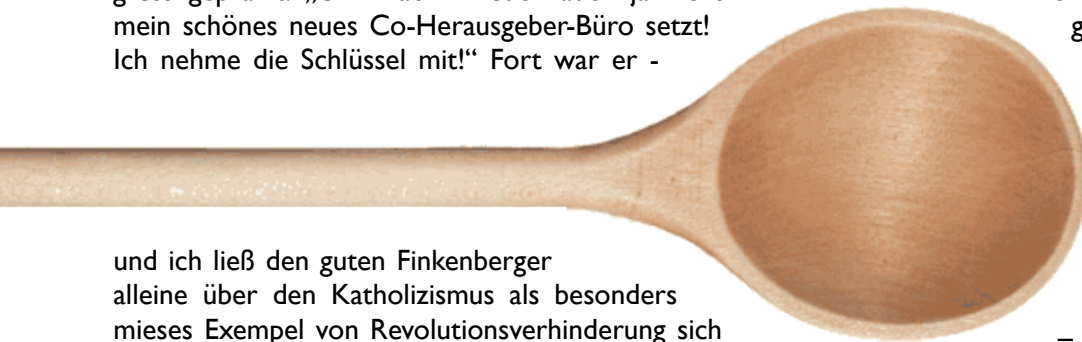 mein schönes neues Co-Herausgeber-Büro setzt!
Ich nehme die Schlüssel mit!“ Fort war er -
und ich ließ den guten Finkenberger
alleine über den Katholizismus als besonders
mieses Exempel von Revolutionsverhinderung sich
g